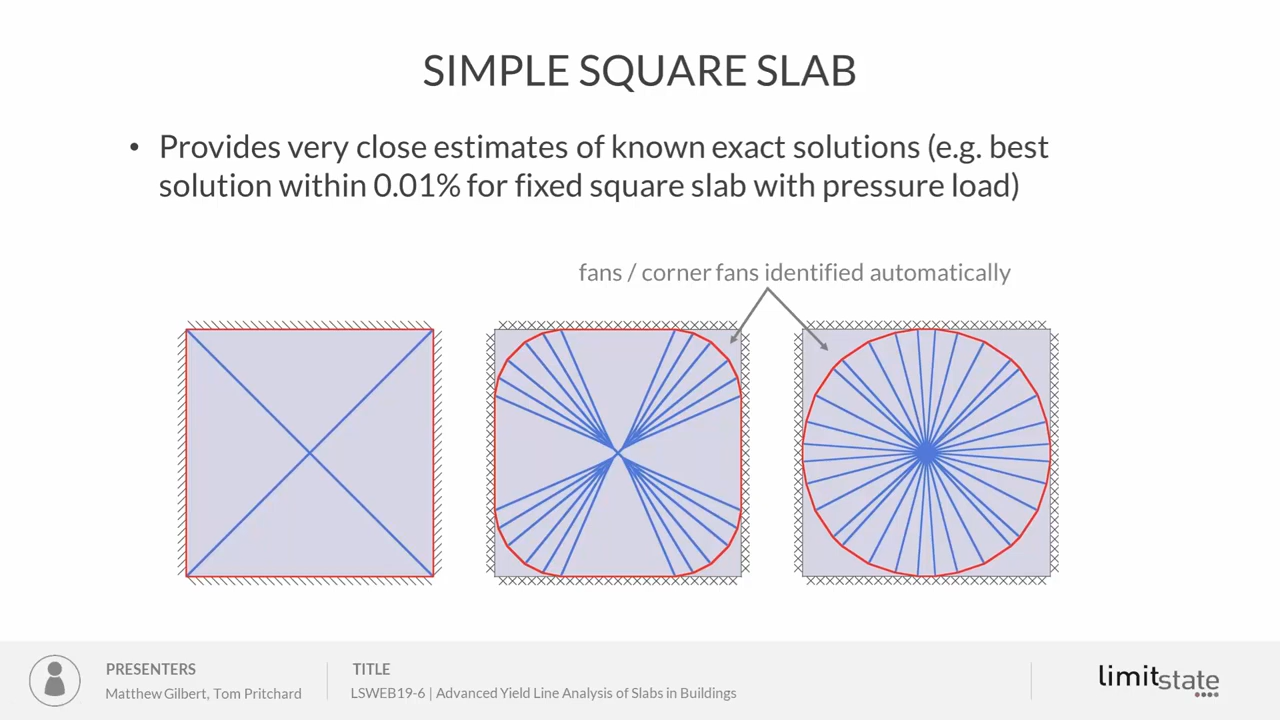 SIMPLE SQUARE SLAB
• Provides very close estimates of known exact solutions (e.g. best
solution within 0.01% for fixed square slab with pressure load)
fans / corner fans identified automatically
PRESENTERS
Matthew Gilbert, Tom Pritchard
TITLE
LSWEB19-6 | Advanced Yield Line Analysis of Slabs in Buildings
limitstate